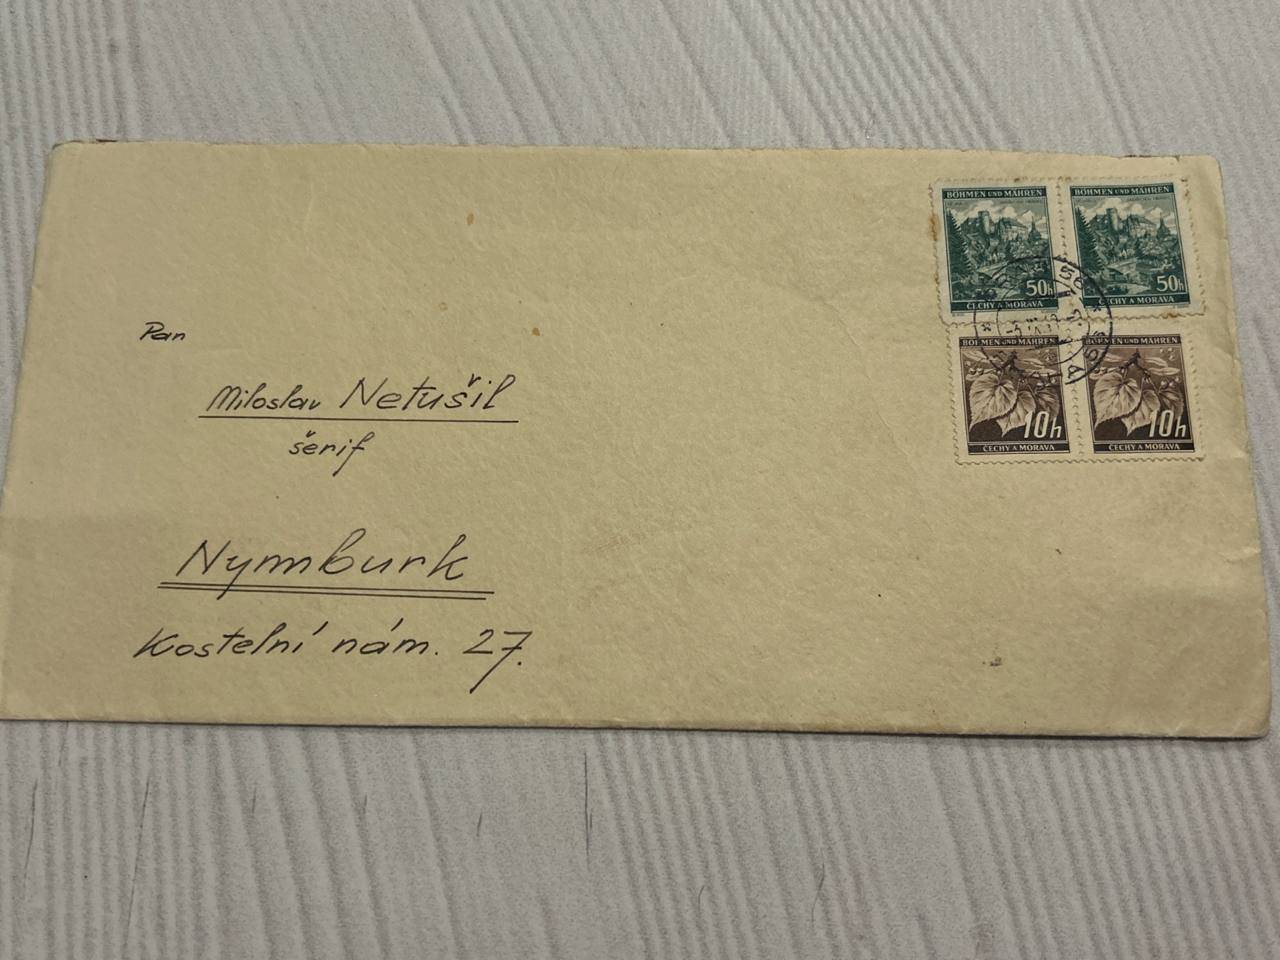 BÖHMEN UND MÄHREN
50h
ČECHY A MORAVA
BÖHMEN UND MÄHREN
50h
ČECHY A MORAVA
BÖHMEN UND MÄHREN
10h
ČECHY A MORAVA
BÖHMEN UND MÄHREN
10h
ČECHY A MORAVA
Pan
Miloslav Netušil
šerif
Nymburk
Kostelní nám. 27.